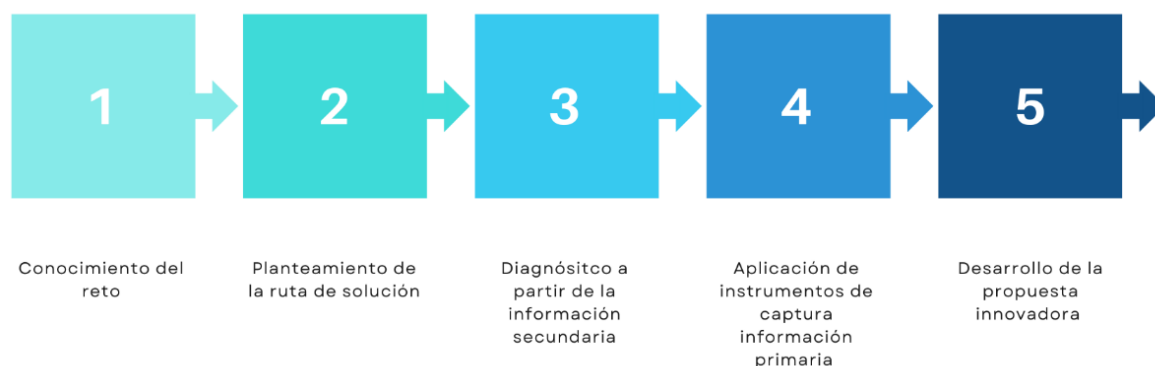 1
2
3
4
5
Conocimiento del
reto
Planteamiento de
la ruta de solución
Diagnósitco a
partir de la
información
secundaria
Aplicación de
instrumentos de
captura
información
primaria
Desarrollo de la
propuesta
innovadora